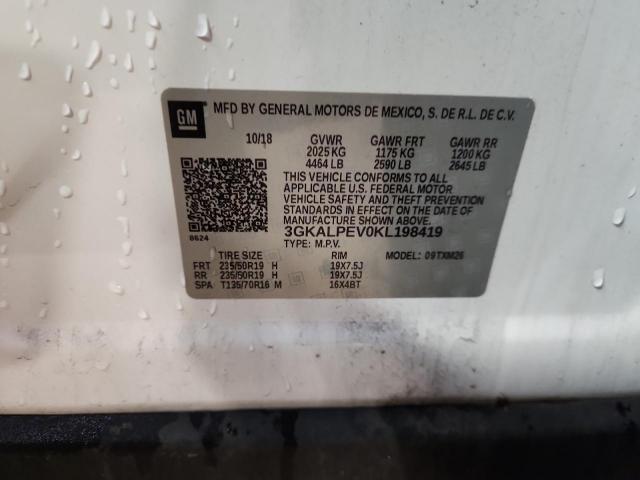 GM
MFD BY GENERAL MOTORS DE MEXICO, S. DE R.L. DE C.V.
10/18 GVWR GAWR FRT GAWR RR
2025 KG 1175 KG 1200 KG
4464 LB 2590 LB 2645 LB
THIS VEHICLE CONFORMS TO ALL
APPLICABLE U.S. FEDERAL MOTOR
VEHICLE SAFETY AND THEFT PREVENTION
STANDARDS IN EFFECT ON THE DATE OF
MANUFACTURE SHOWN ABOVE.
3GKALPEV0KL198419
8624
TYPE: M.P.V. MODEL: 09TXM26
TIRE SIZE RIM
FRT 235/50R19 H 19X7.5J
RR 235/50R19 H 19X7.5J
SPA T135/70R16 M 16X4BT